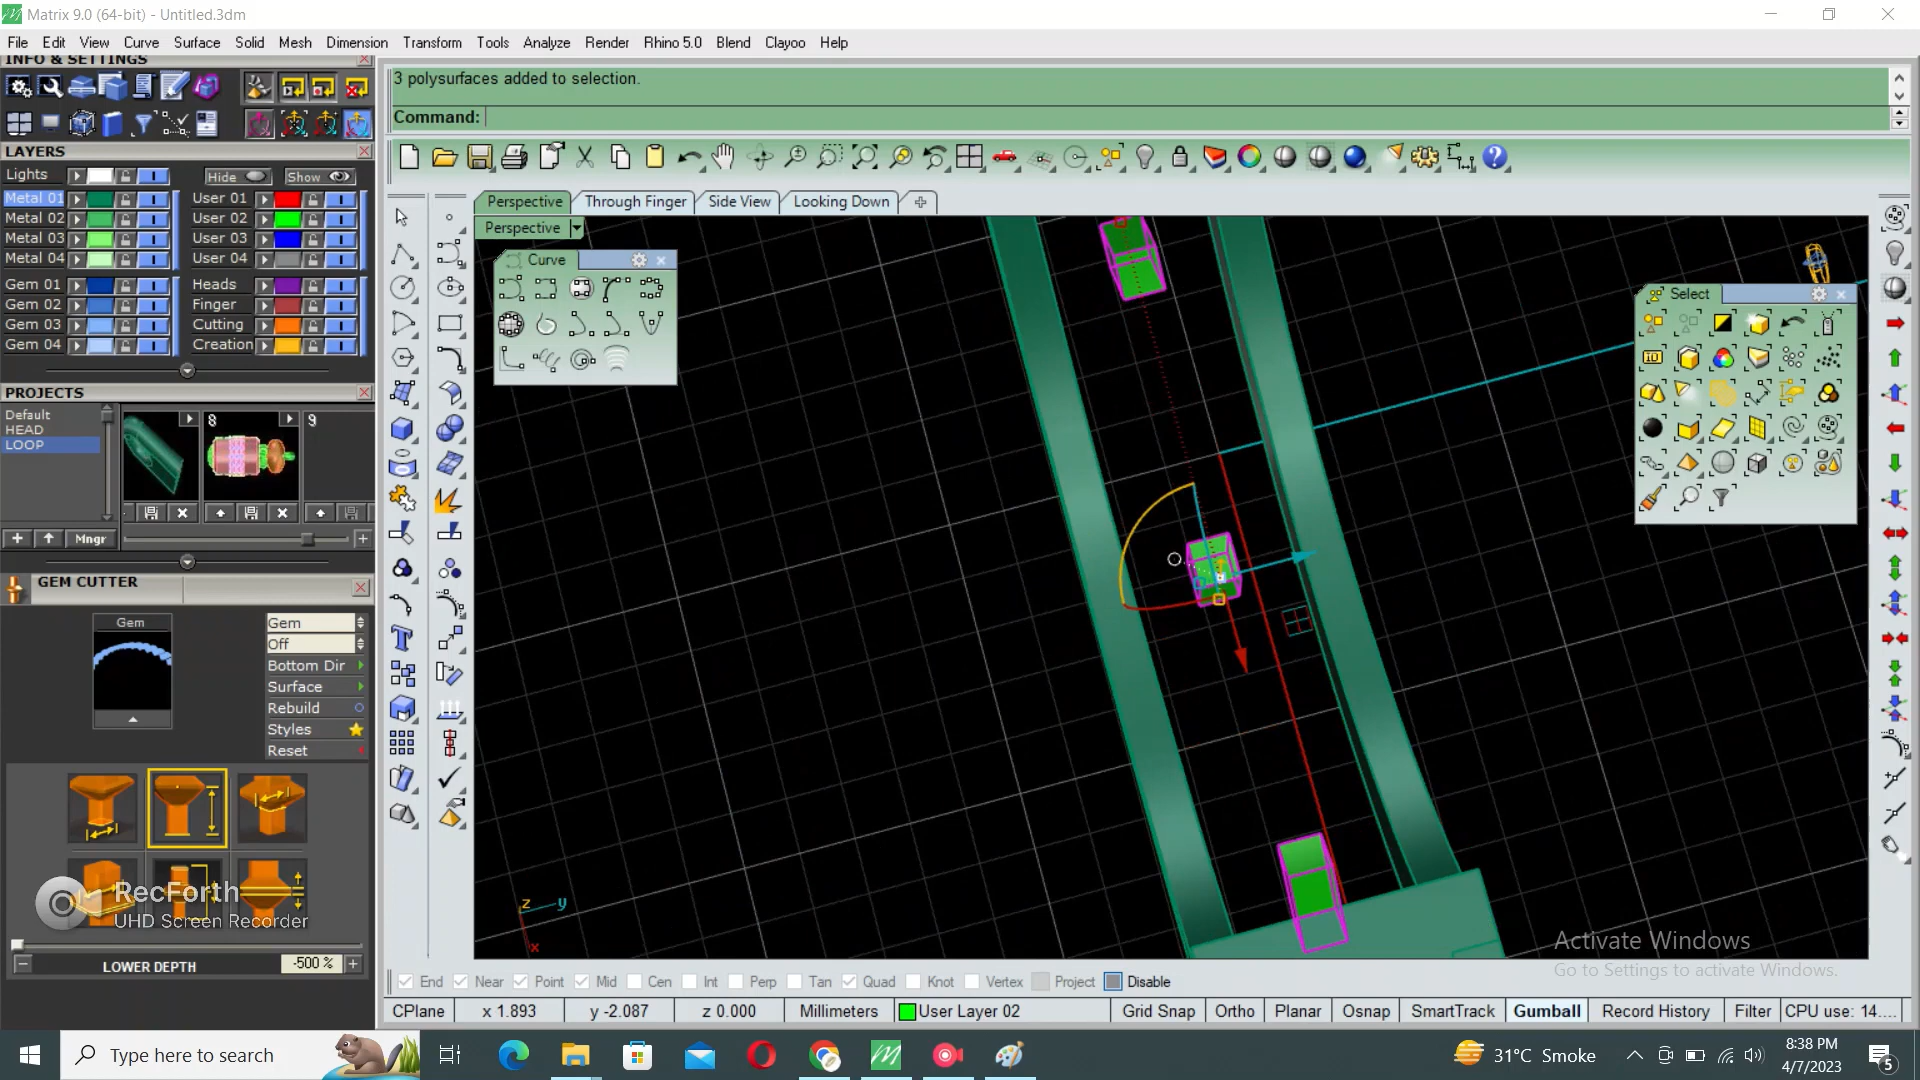 Matrix 9.0 (64-bit) - Untitled.3dm
File Edit View Curve Surface Solid Mesh Dimension Transform Tools Analyze Render Rhino 5.0 Blend Clayoo Help
INFO & SETTINGS
3 polysurfaces added to selection.
Command:
LAYERS
Lights Hide Show
Metal 01 User 01
Metal 02 User 02
Metal 03 User 03
Metal 04 User 04
Gem 01 Heads
Gem 02 Finger
Gem 03 Cutting
Gem 04 Creation
Perspective Through Finger Side View Looking Down
Perspective
Curve
Select
PROJECTS
Default
HEAD
LOOP
8 9
Mngr
GEM CUTTER
Gem
Gem
Off
Bottom Dir
Surface
Rebuild
Styles
Reset
RecForth
UHD Screen Recorder
LOWER DEPTH -500 %
z y
x
Activate Windows
Go to Settings to activate Windows.
End Near Point Mid Cen Int Perp Tan Quad Knot Vertex Project Disable
CPlane x 1.893 y -2.087 z 0.000 Millimeters User Layer 02 Grid Snap Ortho Planar Osnap SmartTrack Gumball Record History Filter CPU use: 14....
Type here to search
31°C Smoke
8:38 PM
4/7/2023
5